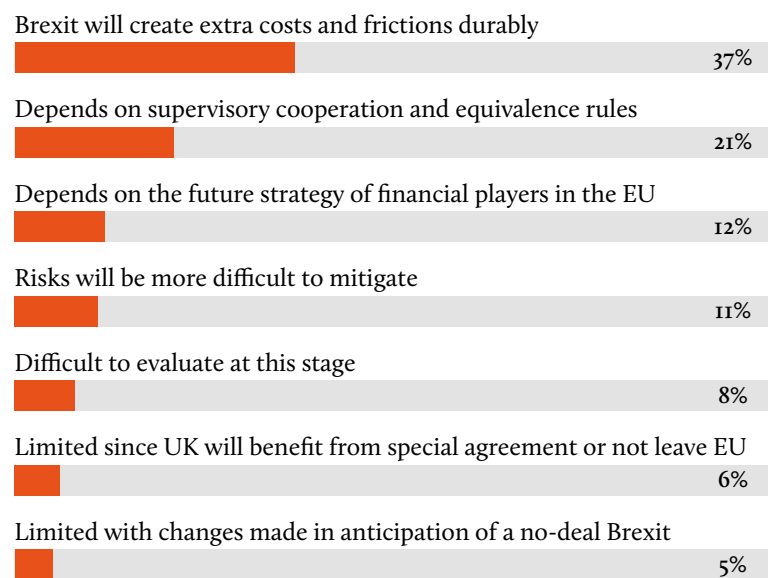 Brexit will create extra costs and frictions durably
37%
Depends on supervisory cooperation and equivalence rules
21%
Depends on the future strategy of financial players in the EU
12%
Risks will be more difficult to mitigate
11%
Difficult to evaluate at this stage
8%
Limited since UK will benefit from special agreement or not leave EU
6%
Limited with changes made in anticipation of a no-deal Brexit
5%